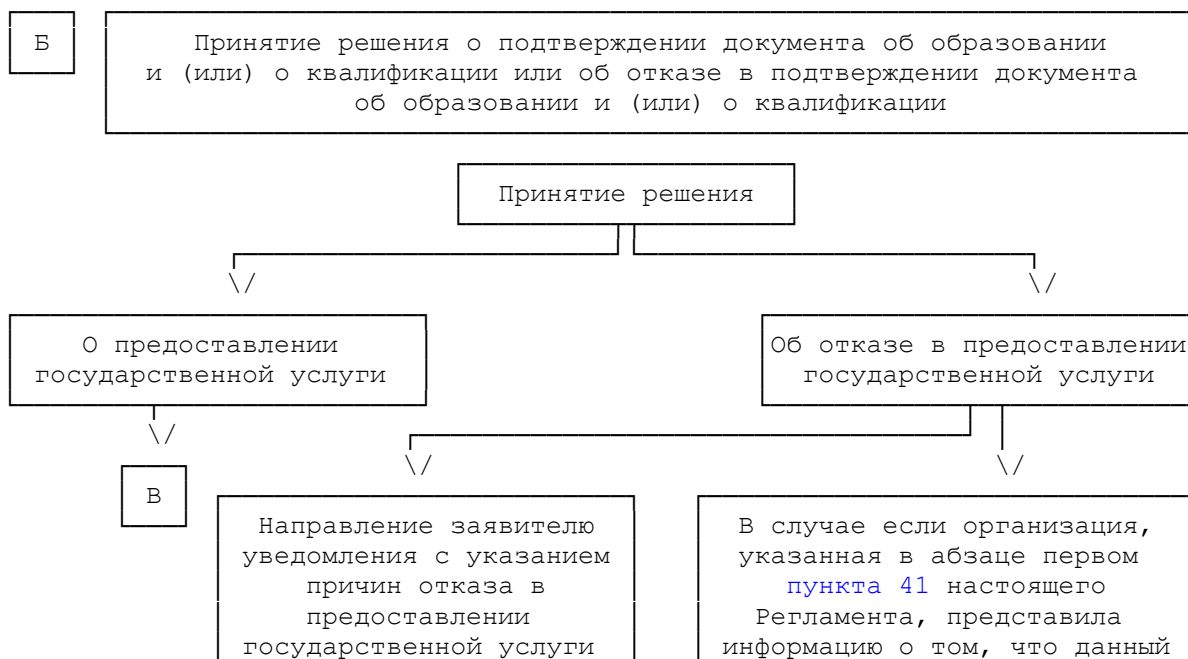 Б
Принятие решения о подтверждении документа об образовании
и (или) о квалификации или об отказе в подтверждении документа
об образовании и (или) о квалификации
Принятие решения
\/
\/
О предоставлении
государственной услуги
Об отказе в предоставлении
государственной услуги
\/
\/
\/
В
Направление заявителю
уведомления с указанием
причин отказа в
предоставлении
государственной услуги
В случае если организация,
указанная в абзаце первом
пункта 41 настоящего
Регламента, представила
информацию о том, что данный